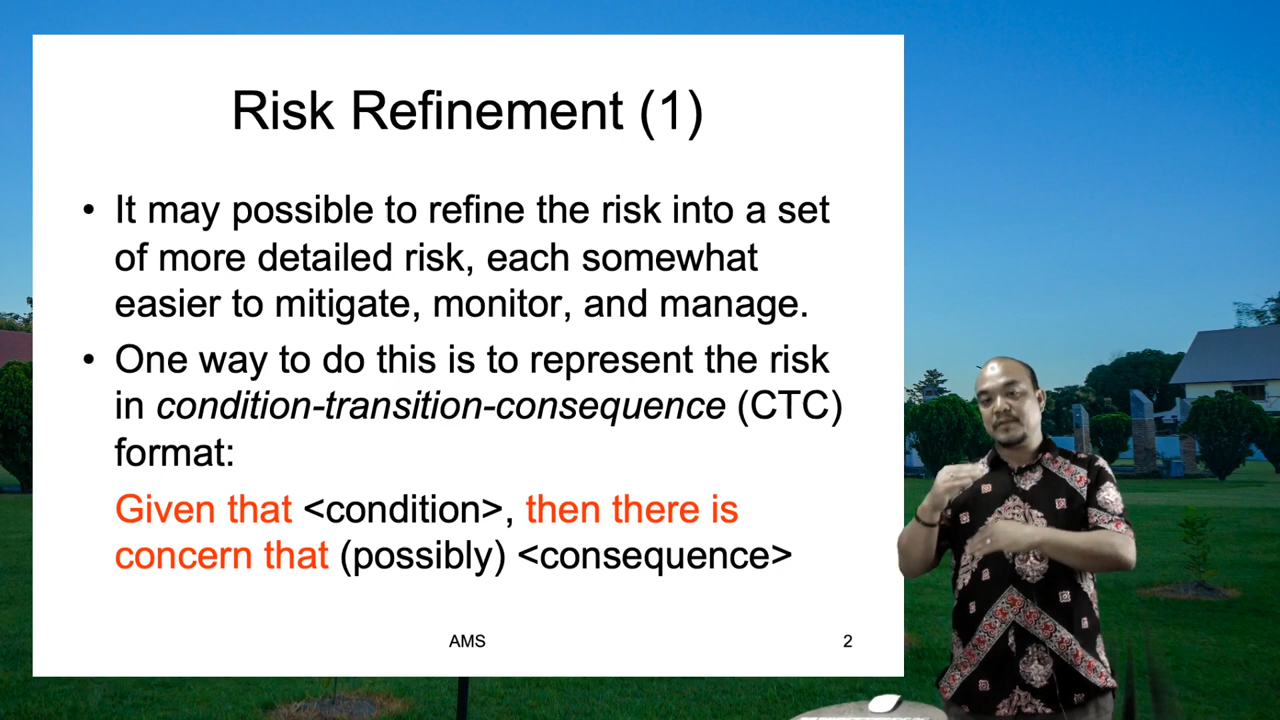 Risk Refinement (1)
• It may possible to refine the risk into a set
of more detailed risk, each somewhat
easier to mitigate, monitor, and manage.
• One way to do this is to represent the risk
in condition-transition-consequence (CTC)
format:
Given that <condition>, then there is
concern that (possibly) <consequence>
AMS
2